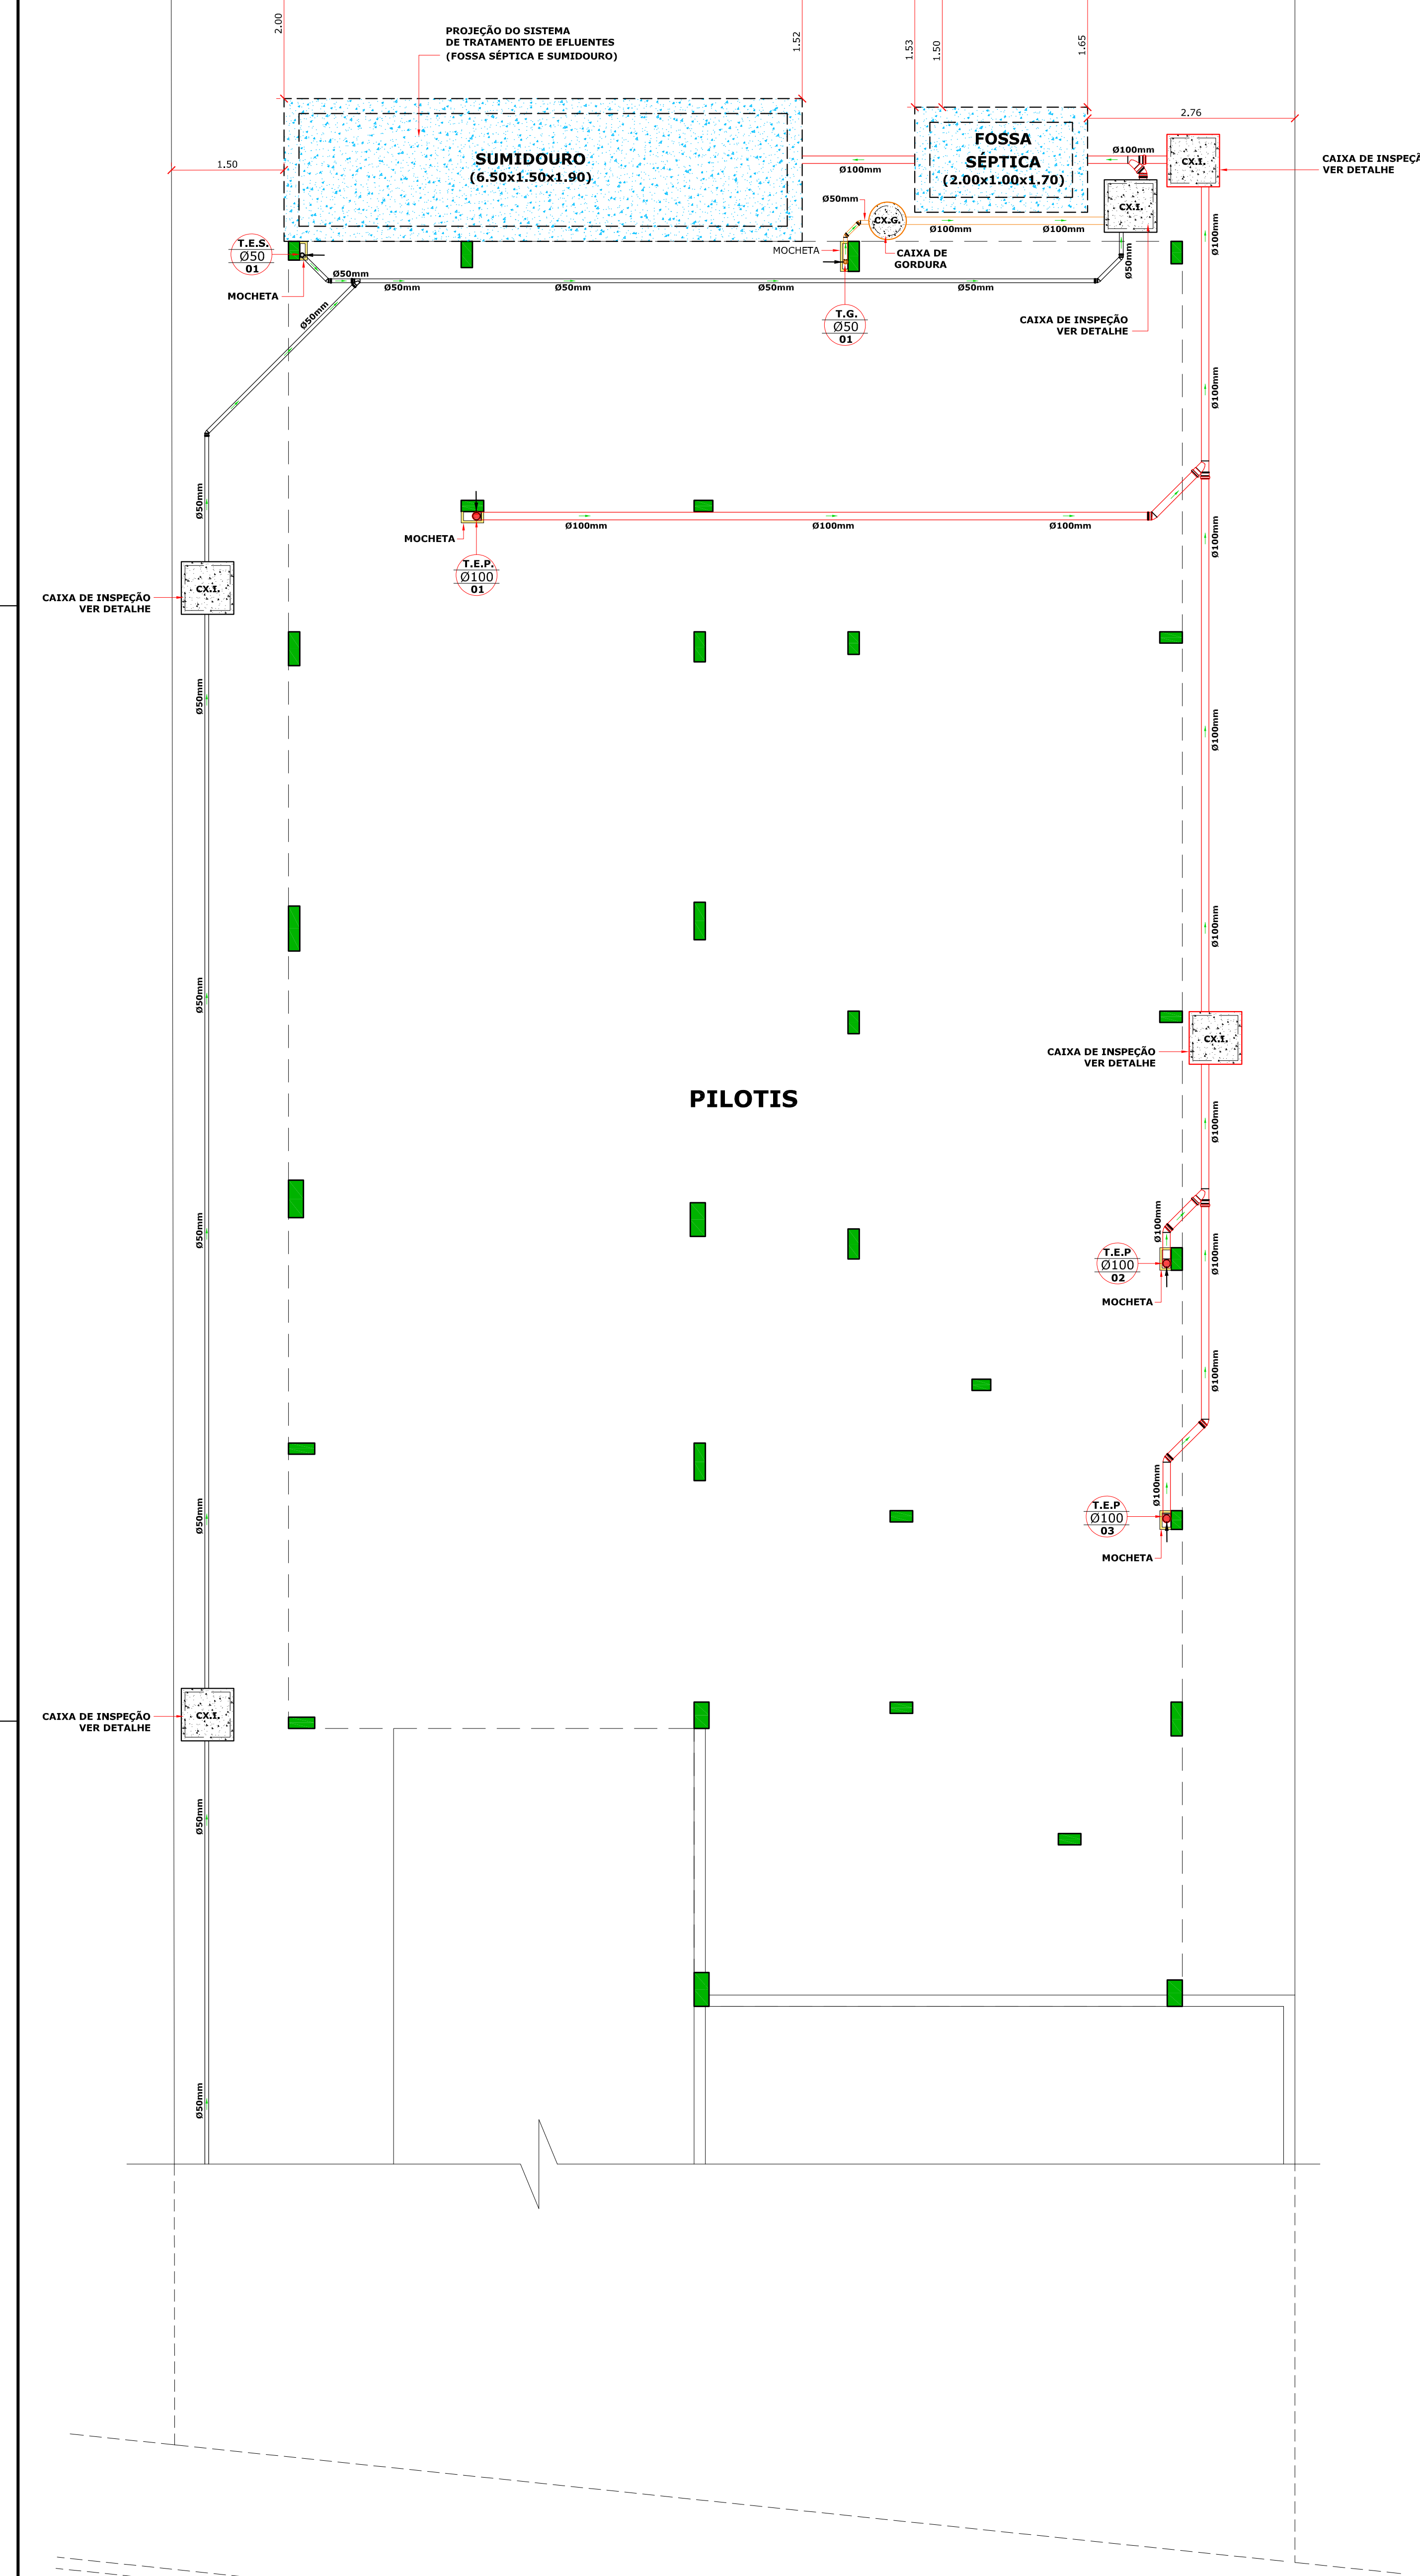 2.00
PROJEÇÃO DO SISTEMA
DE TRATAMENTO DE EFLUENTES
(FOSSA SÉPTICA E SUMIDOURO)
1.52
1.53
1.50
1.65
2.76
1.50
SUMIDOURO
(6.50x1.50x1.90)
FOSSA
SÉPTICA
(2.00x1.00x1.70)
Ø100mm
Ø100mm
CX.I.
CAIXA DE INSPEÇÃ
VER DETALHE
Ø50mm
CX.G.
CX.I.
Ø100mm
Ø100mm
Ø100mm
T.E.S.
Ø50
01
MOCHETA
MOCHETA
CAIXA DE
GORDURA
Ø50mm
Ø50mm
Ø50mm
Ø50mm
Ø50mm
Ø50mm
Ø50mm
T.G.
Ø50
01
CAIXA DE INSPEÇÃO
VER DETALHE
Ø100mm
Ø50mm
MOCHETA
Ø100mm
Ø100mm
Ø100mm
Ø100mm
T.E.P.
Ø100
01
CX.I.
CAIXA DE INSPEÇÃO
VER DETALHE
Ø50mm
Ø100mm
Ø100mm
Ø50mm
CX.I.
CAIXA DE INSPEÇÃO
VER DETALHE
PILOTIS
Ø100mm
Ø50mm
Ø100mm
Ø100mm
T.E.P
Ø100
02
MOCHETA
Ø100mm
Ø100mm
T.E.P
Ø100
03
MOCHETA
Ø50mm
CX.I.
CAIXA DE INSPEÇÃO
VER DETALHE
Ø50mm
Ø50mm